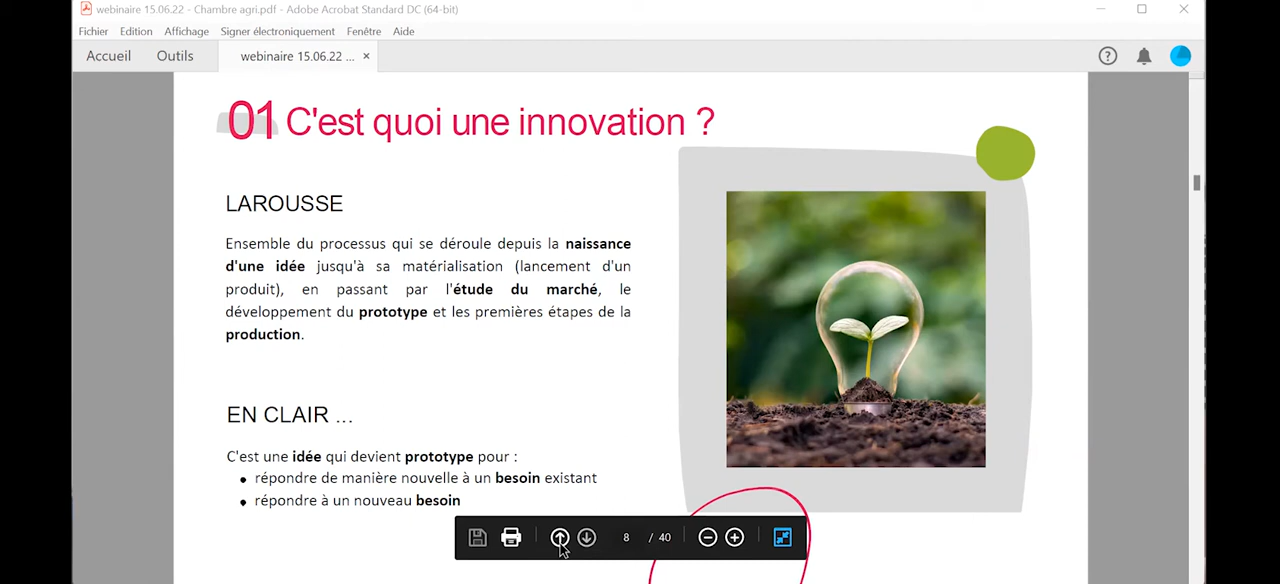 webinaire 15.06.22 - Chambre agri.pdf - Adobe Acrobat Standard DC (64-bit)
Fichier Edition Affichage Signer électroniquement Fenêtre Aide
Accueil Outils webinaire 15.06.22 ... ×
01 C'est quoi une innovation ?
LAROUSSE
Ensemble du processus qui se déroule depuis la naissance
d'une idée jusqu'à sa matérialisation (lancement d'un
produit), en passant par l'étude du marché, le
développement du prototype et les premières étapes de la
production.
EN CLAIR ...
C'est une idée qui devient prototype pour :
• répondre de manière nouvelle à un besoin existant
• répondre à un nouveau besoin
8 / 40